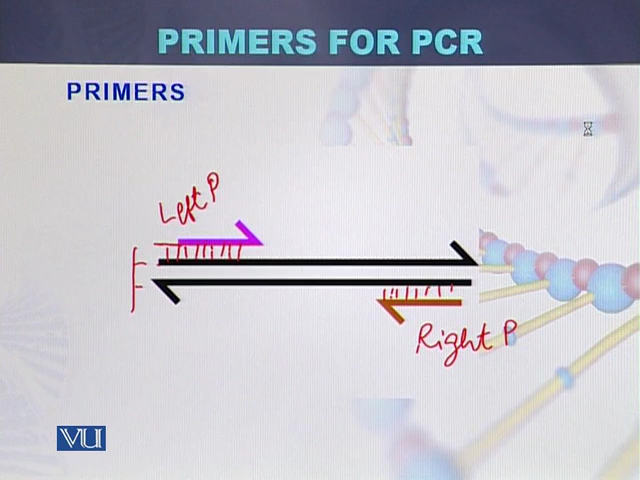 PRIMERS FOR PCR
PRIMERS
Left P
Right P
VU